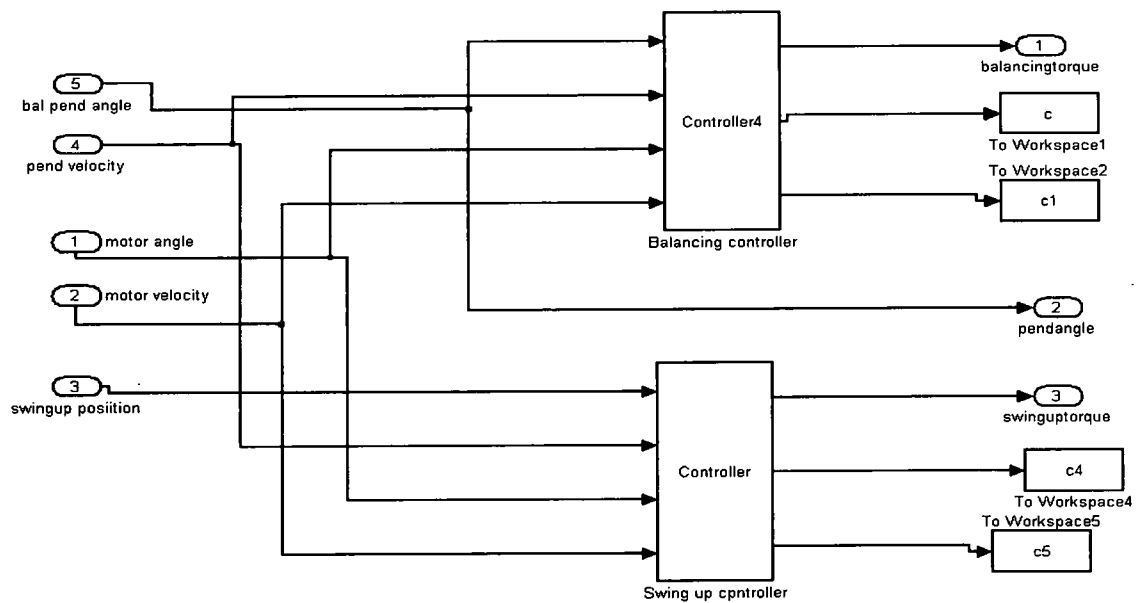 5
bal pend angle
4
pend velocity
1
motor angle
2
motor velocity
3
swingup posiition
Controller4
Balancing controller
1
balancingtorque
c
To Workspace1
To Workspace2
c1
2
pendangle
Controller
Swing up cpntroller
3
swinguptorque
c4
To Workspace4
To Workspace5
c5